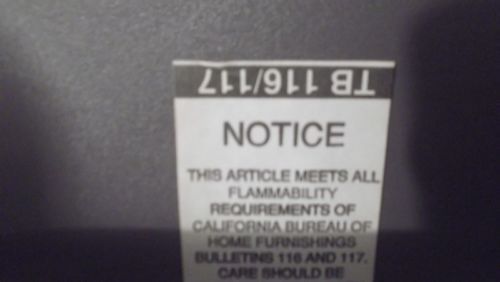 TB 116/117
NOTICE
THIS ARTICLE MEETS ALL
FLAMMABILITY
REQUIREMENTS OF
CALIFORNIA BUREAU OF
HOME FURNISHINGS
BULLETINS 116 AND 117.
CARE SHOULD BE